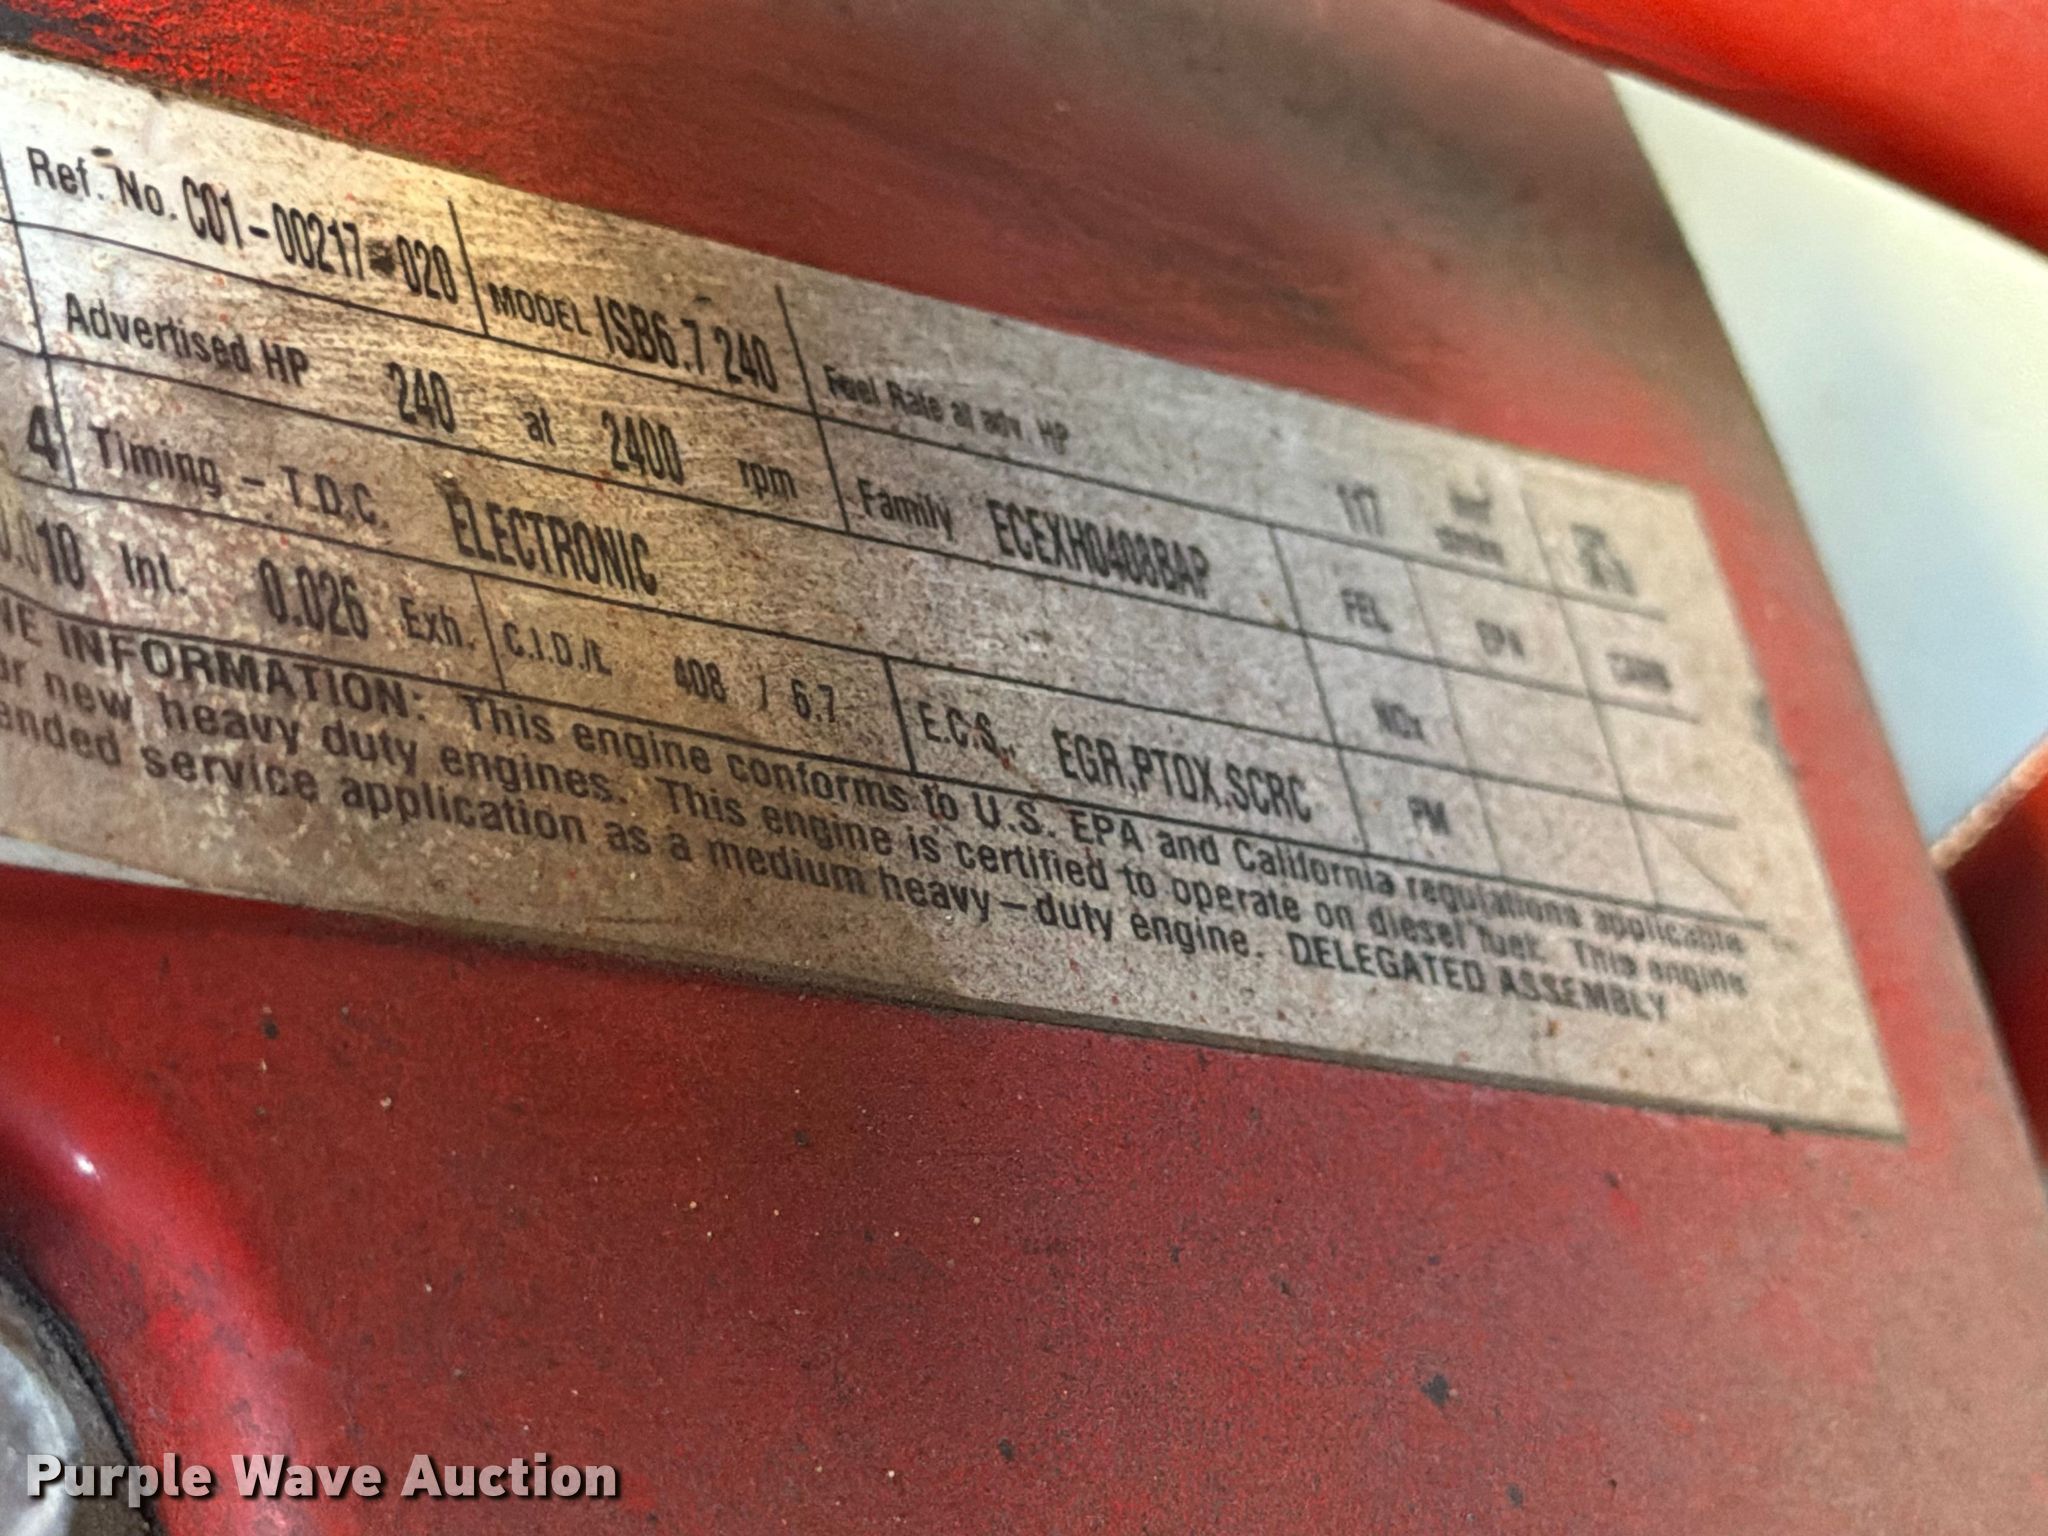 Ref. No. C01-00217-020 MODEL ISB6.7 240 Fuel Rate at adv. HP 117
Advertised HP 240 at 2400 rpm Family ECEXH0408BAP FEL
4 Timing - T.D.C. ELECTRONIC NOx
0.010 Int. 0.026 Exh. C.I.D./L 408 / 6.7 E.C.S. EGR,PTOX,SCRC PM
INFORMATION: This engine conforms to U.S. EPA and California regulations applicable
new heavy duty engines. This engine is certified to operate on diesel fuel. This engine
service application as a medium heavy-duty engine. DELEGATED ASSEMBLY
Purple Wave Auction